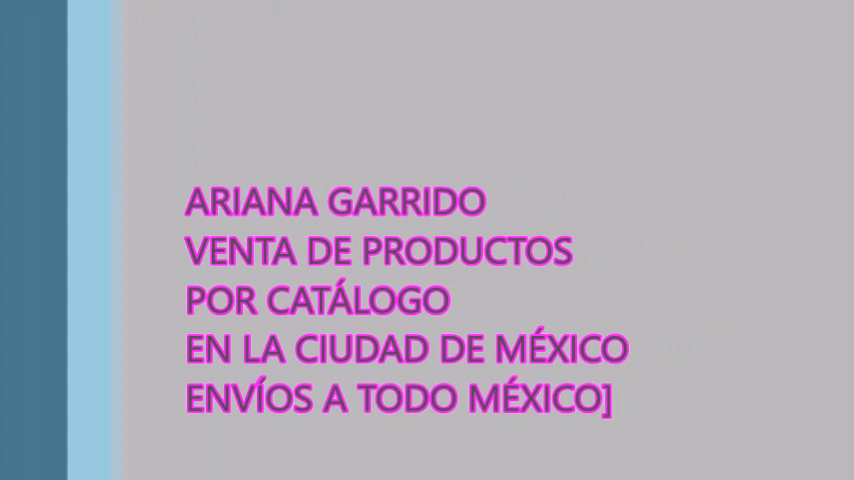 ARIANA GARRIDO
VENTA DE PRODUCTOS
POR CATÁLOGO
EN LA CIUDAD DE MÉXICO
ENVÍOS A TODO MÉXICO]